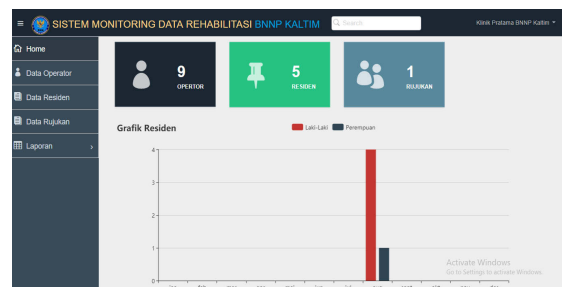 SISTEM MONITORING DATA REHABILITASI BNNP KALTIM
Search
Klinik Pratama BNNP Kaltim
Home
Data Operator
Data Residen
Data Rujukan
Laporan
9
OPERTOR
5
RESIDEN
1
RUJUKAN
Grafik Residen
Laki-Laki
Perempuan
4
3
2
1
0
Activate Windows
Go to Settings to activate Windows.